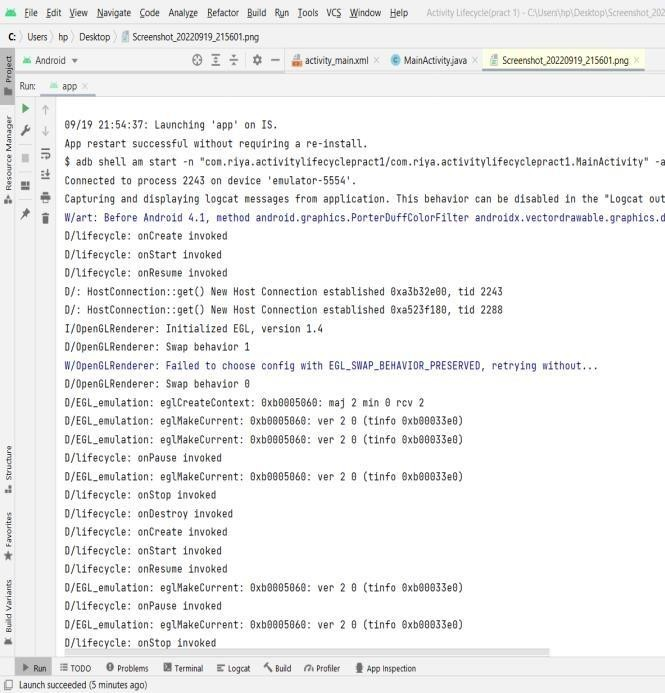 File Edit View Navigate Code Analyze Refactor Build Run Tools VCS Window Help Activity Lifecycle(pract 1) - C:\Users\hp\Desktop\Screenshot_202
C: Users hp Desktop Screenshot_20220919_215601.png
Android activity_main.xml MainActivity.java Screenshot_20220919_215601.png
Run: app
Project
Resource Manager
Structure
Favorites
Build Variants
09/19 21:54:37: Launching 'app' on IS.
App restart successful without requiring a re-install.
$ adb shell am start -n "com.riya.activitylifecyclepract1/com.riya.activitylifecyclepract1.MainActivity" -a
Connected to process 2243 on device 'emulator-5554'.
Capturing and displaying logcat messages from application. This behavior can be disabled in the "Logcat out
W/art: Before Android 4.1, method android.graphics.PorterDuffColorFilter androidx.vectordrawable.graphics.d
D/lifecycle: onCreate invoked
D/lifecycle: onStart invoked
D/lifecycle: onResume invoked
D/: HostConnection::get() New Host Connection established 0xa3b32e00, tid 2243
D/: HostConnection::get() New Host Connection established 0xa523f180, tid 2288
I/OpenGLRenderer: Initialized EGL, version 1.4
D/OpenGLRenderer: Swap behavior 1
W/OpenGLRenderer: Failed to choose config with EGL_SWAP_BEHAVIOR_PRESERVED, retrying without...
D/OpenGLRenderer: Swap behavior 0
D/EGL_emulation: eglCreateContext: 0xb0005060: maj 2 min 0 rcv 2
D/EGL_emulation: eglMakeCurrent: 0xb0005060: ver 2 0 (tinfo 0xb00033e0)
D/EGL_emulation: eglMakeCurrent: 0xb0005060: ver 2 0 (tinfo 0xb00033e0)
D/lifecycle: onPause invoked
D/EGL_emulation: eglMakeCurrent: 0xb0005060: ver 2 0 (tinfo 0xb00033e0)
D/lifecycle: onStop invoked
D/lifecycle: onDestroy invoked
D/lifecycle: onCreate invoked
D/lifecycle: onStart invoked
D/lifecycle: onResume invoked
D/EGL_emulation: eglMakeCurrent: 0xb0005060: ver 2 0 (tinfo 0xb00033e0)
D/lifecycle: onPause invoked
D/EGL_emulation: eglMakeCurrent: 0xb0005060: ver 2 0 (tinfo 0xb00033e0)
D/lifecycle: onStop invoked
Run TODO Problems Terminal Logcat Build Profiler App Inspection
Launch succeeded (5 minutes ago)